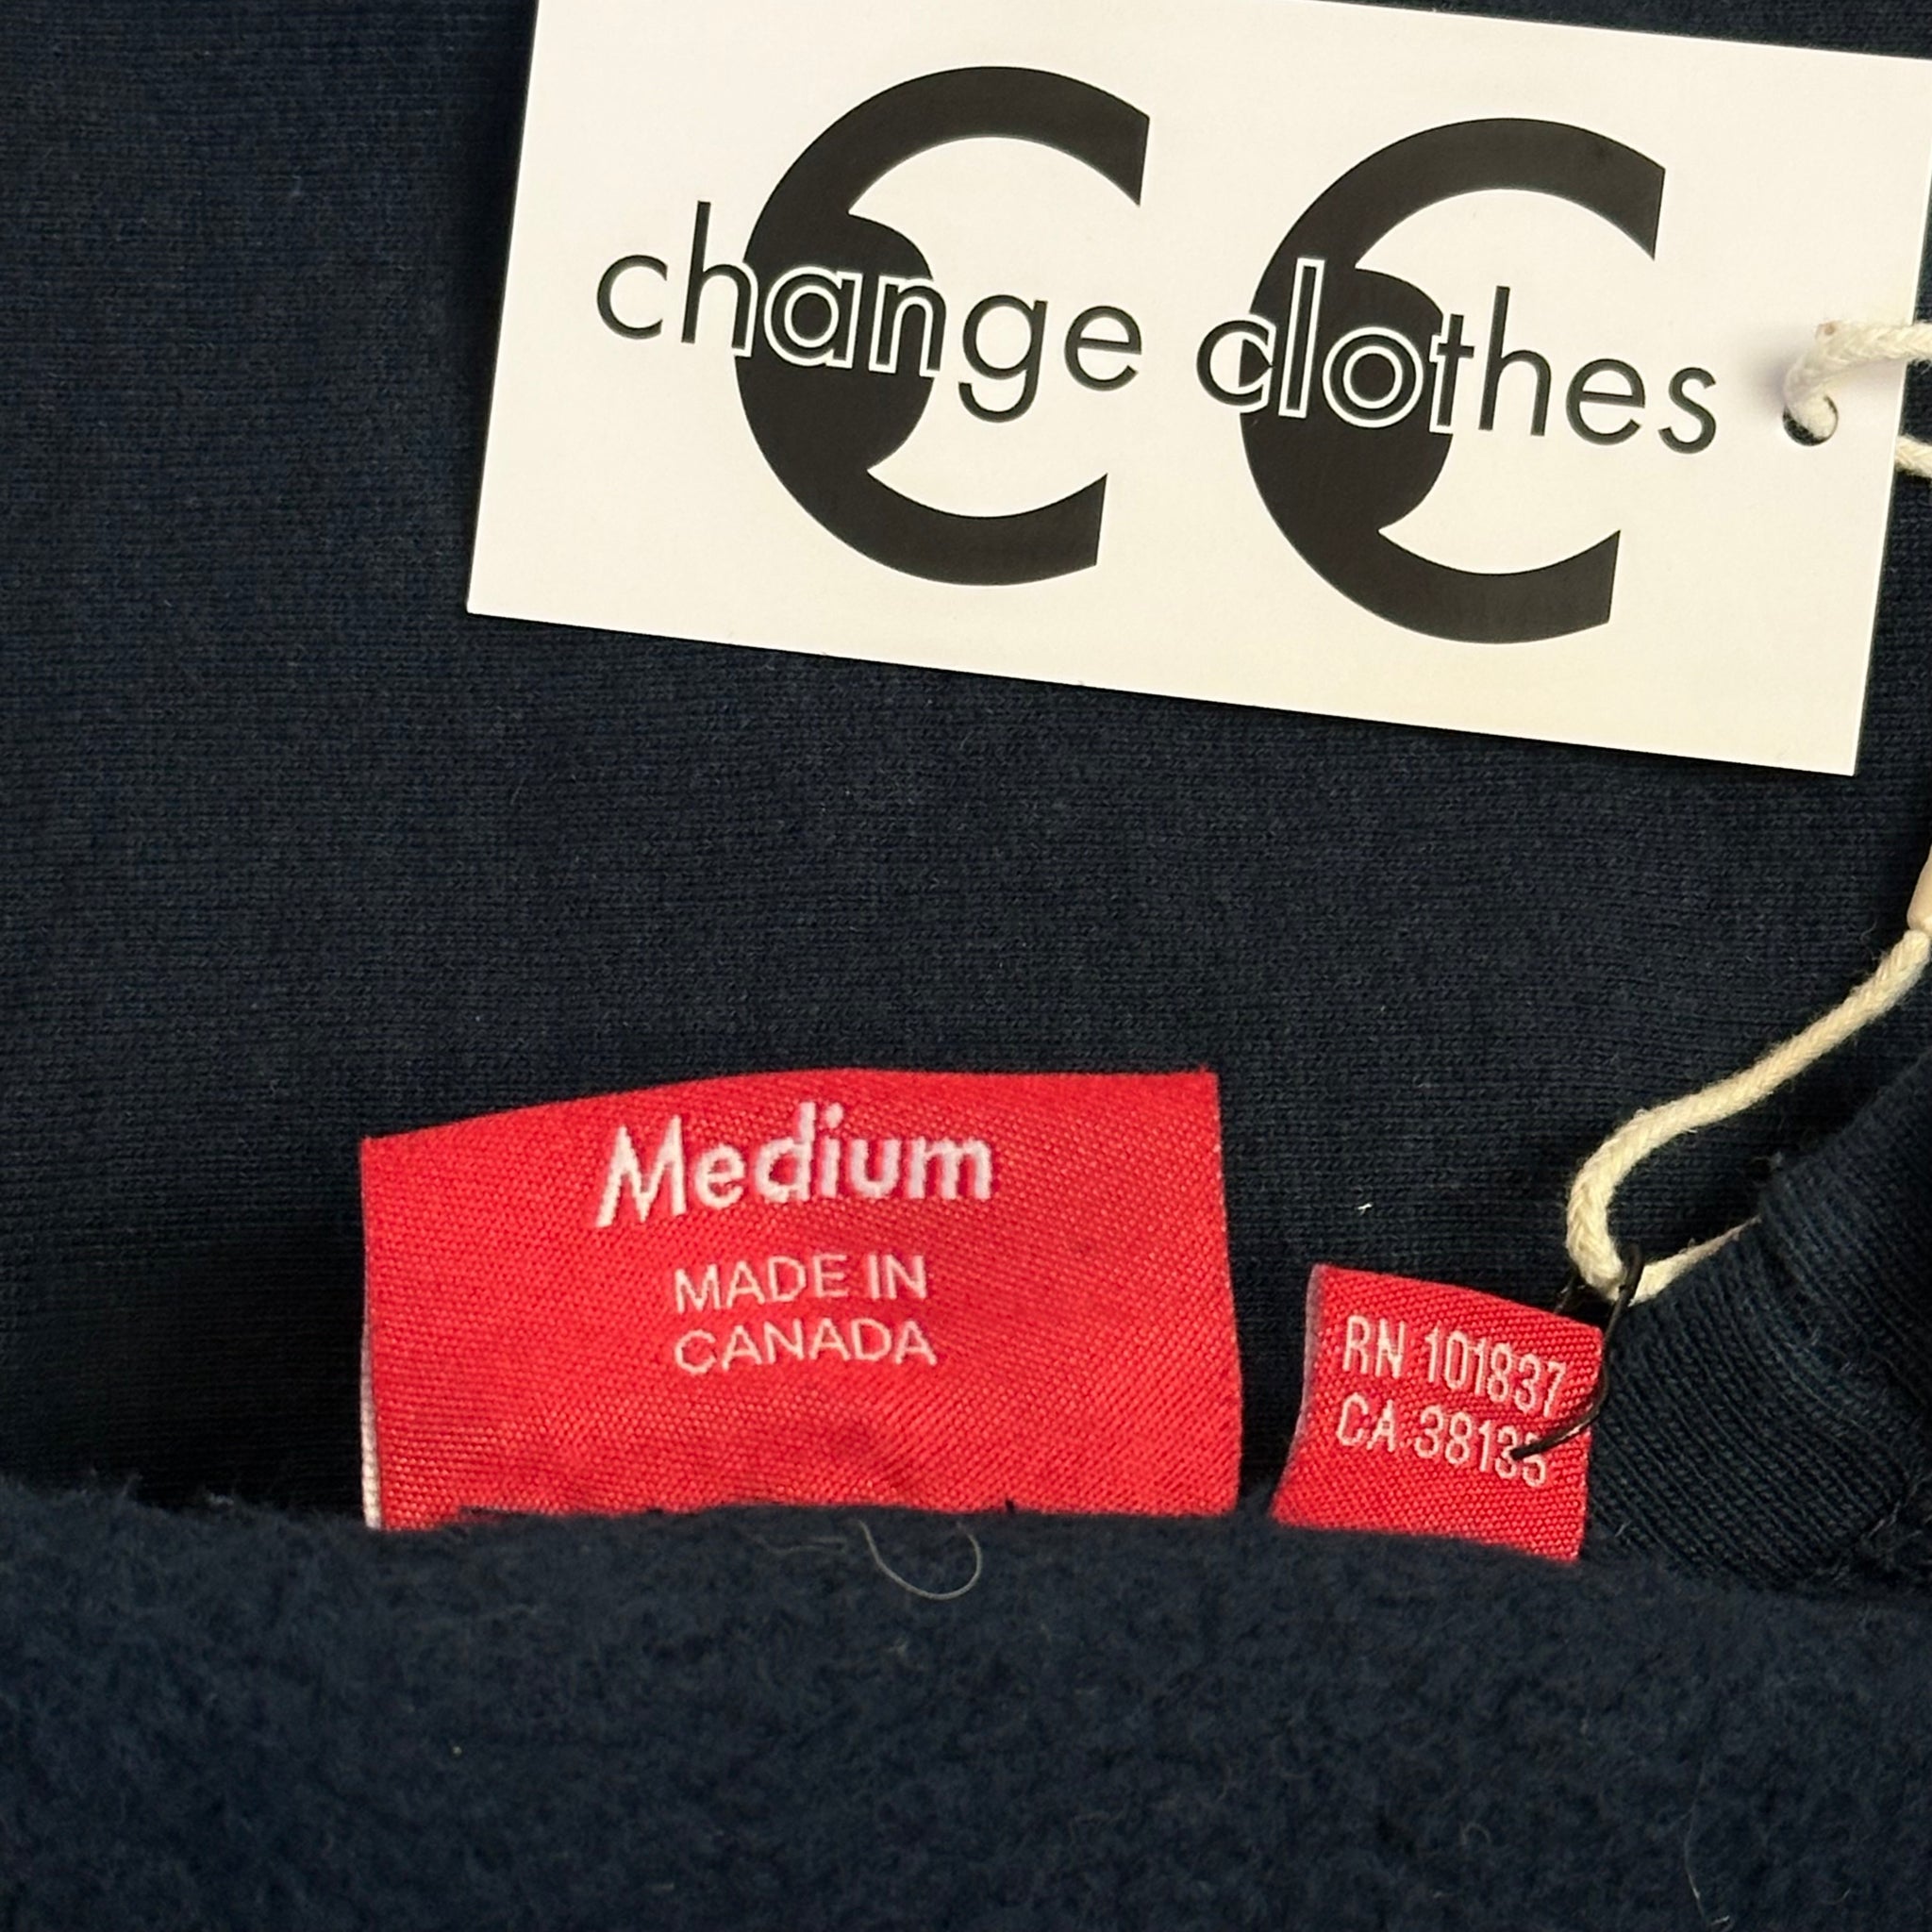 change clothes
Medium
MADE IN
CANADA
RN 101837
CA 38135